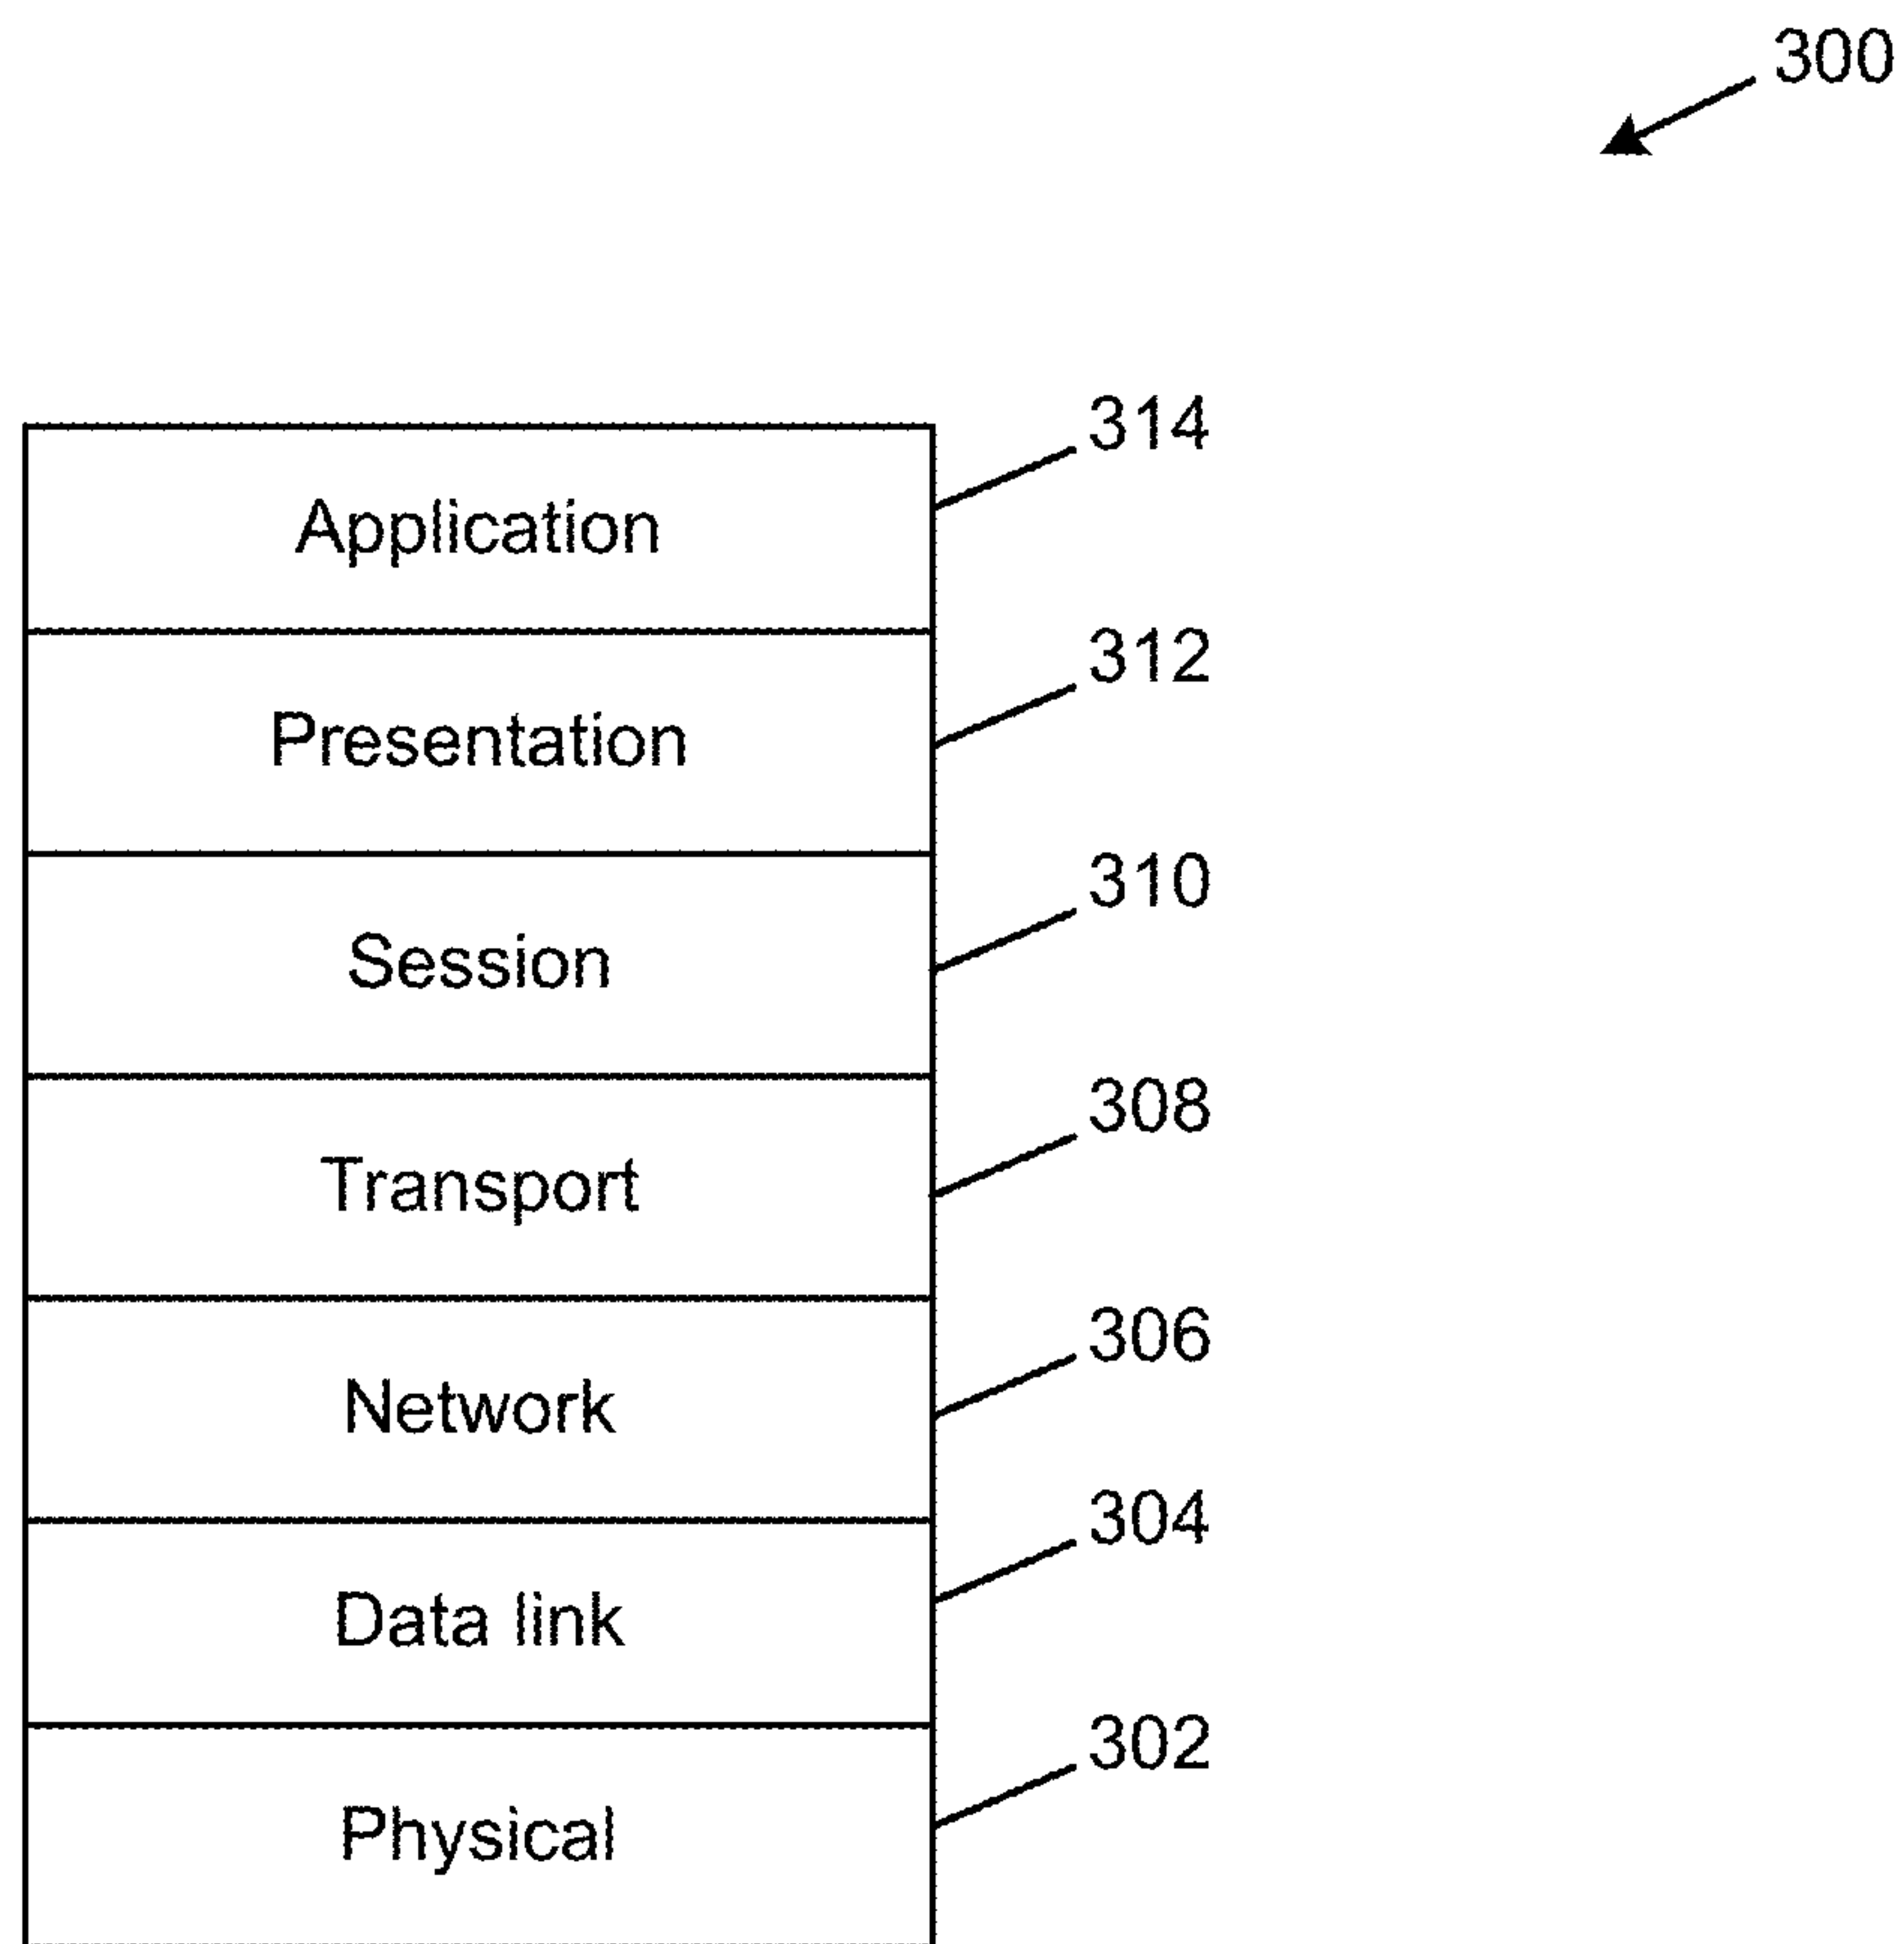 300
314
Application
312
Presentation
310
Session
308
Transport
306
Network
304
Data link
302
Physical